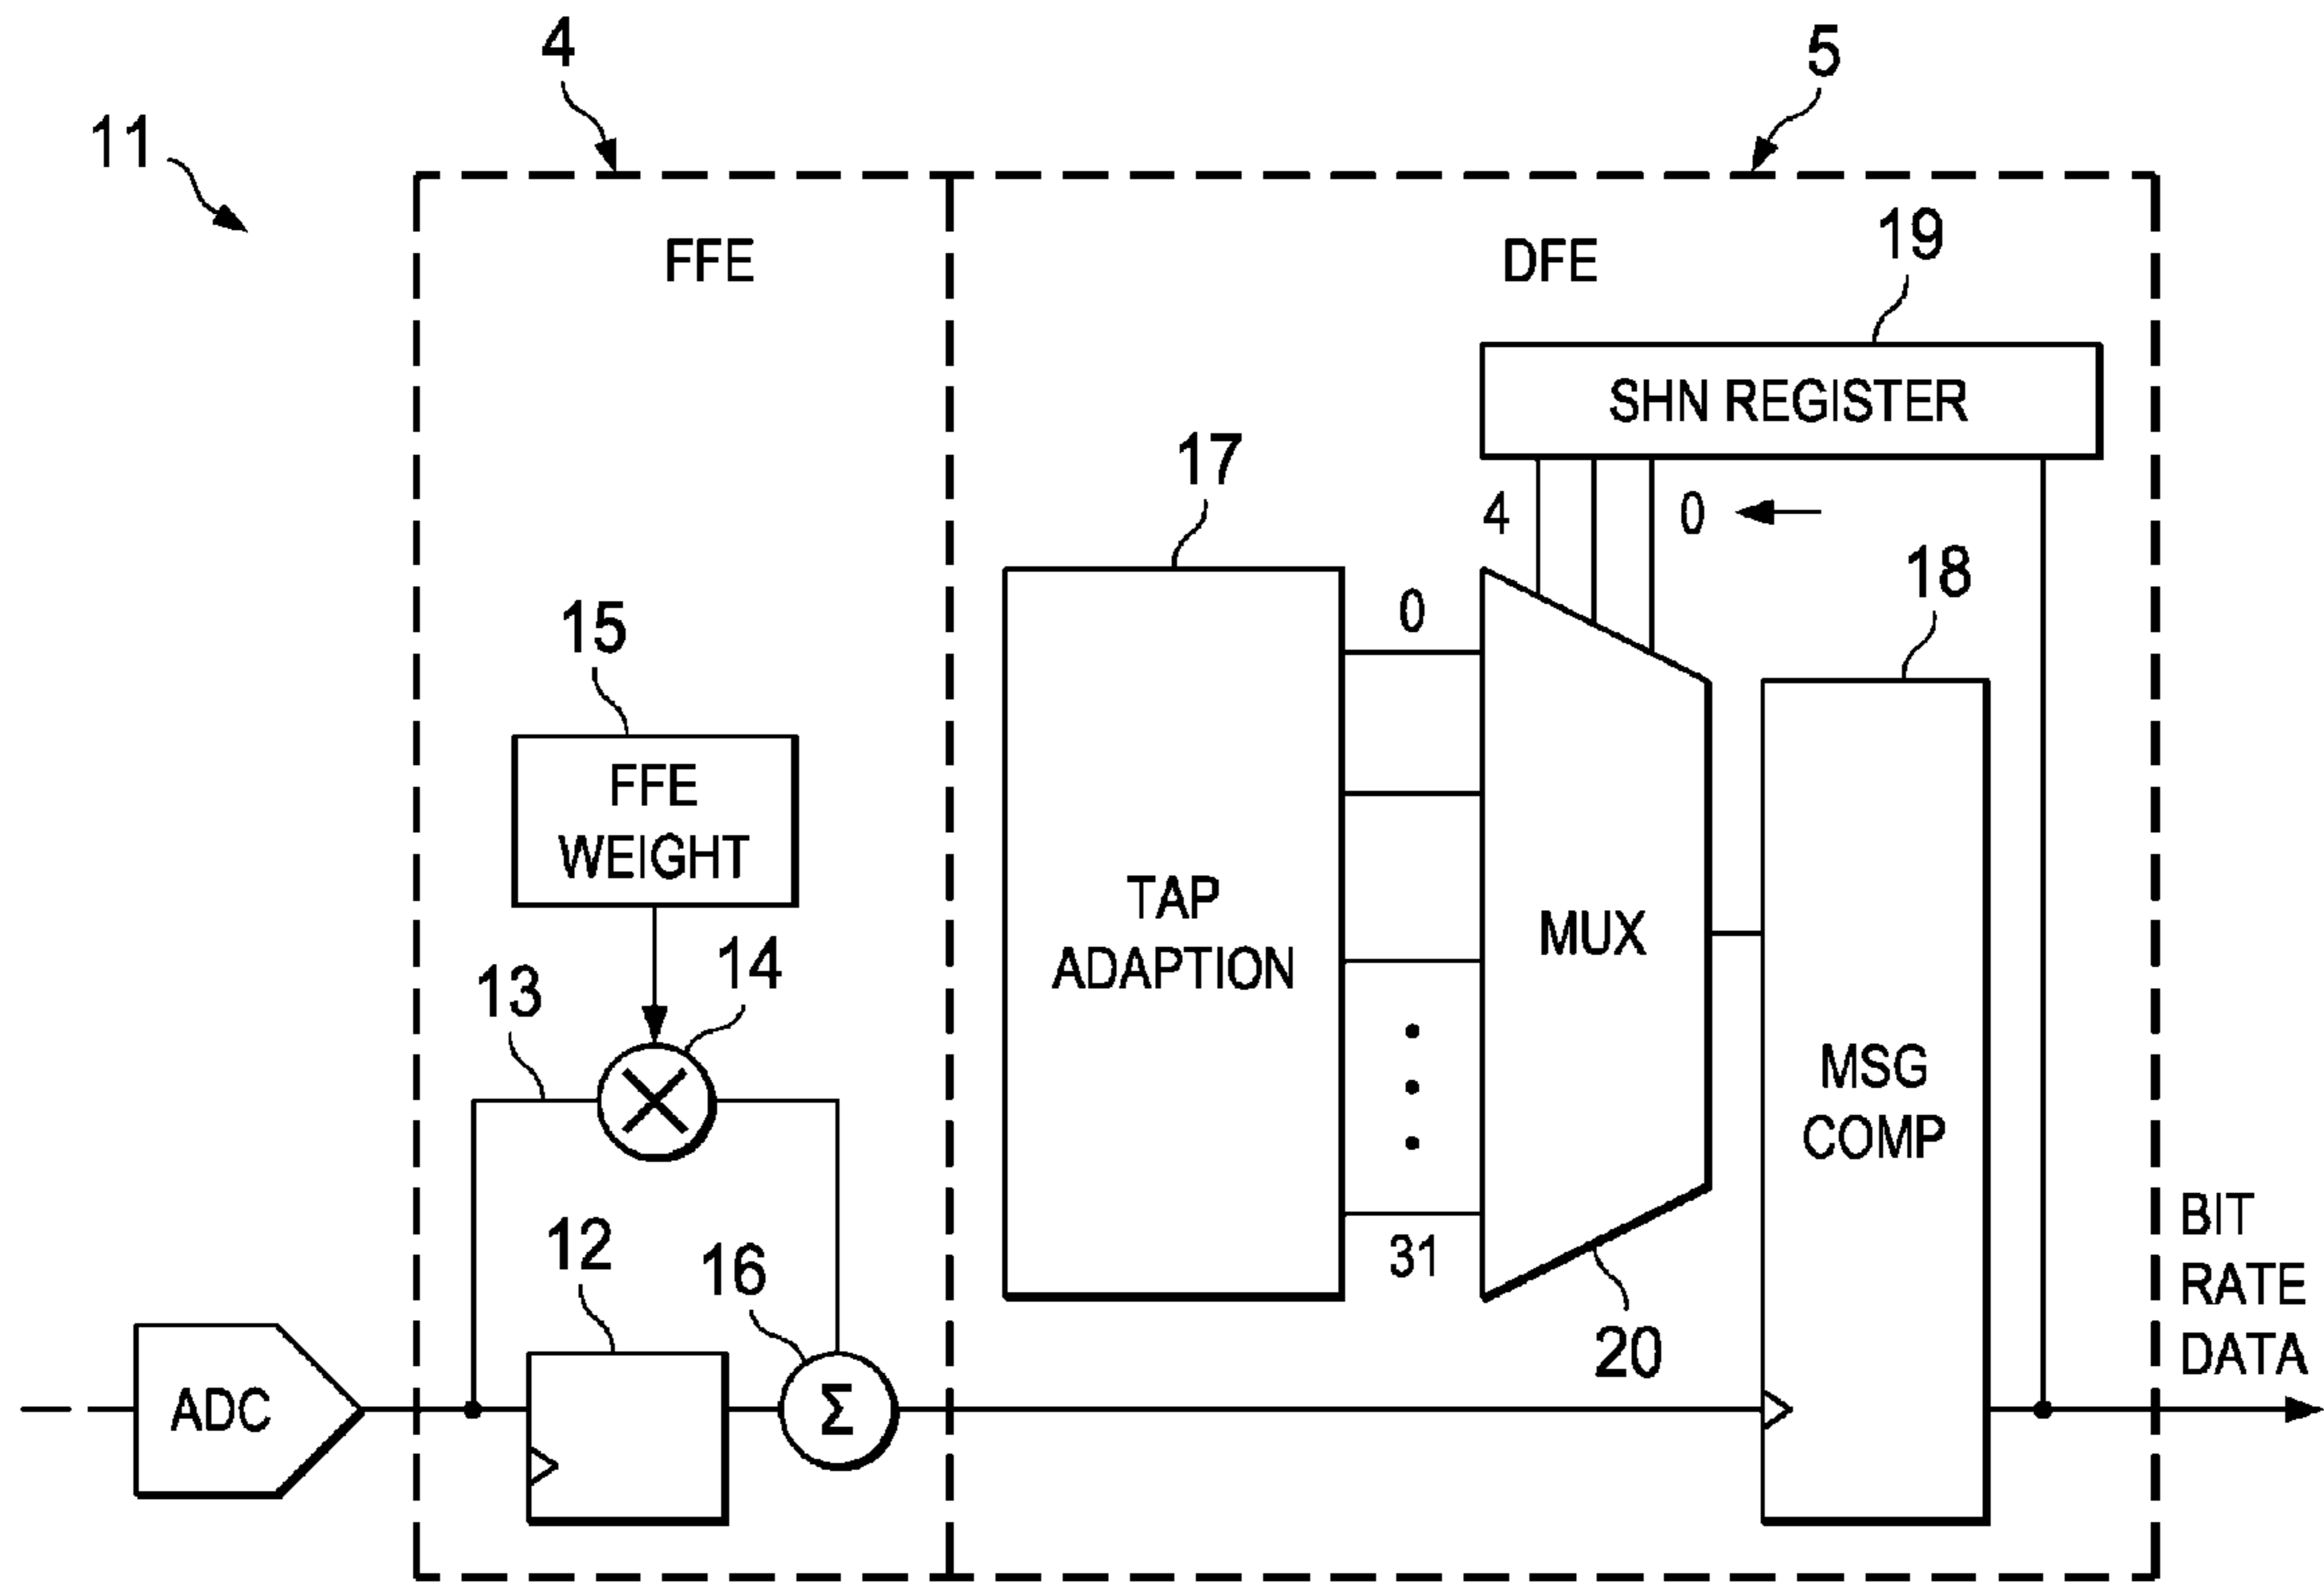 4
5
11
FFE
DFE
19
SHN REGISTER
17
4
0
18
0
15
FFE
WEIGHT
TAP
ADAPTION
MUX
13
14
MSG
COMP
12
16
31
20
BIT
RATE
DATA
ADC
Σ